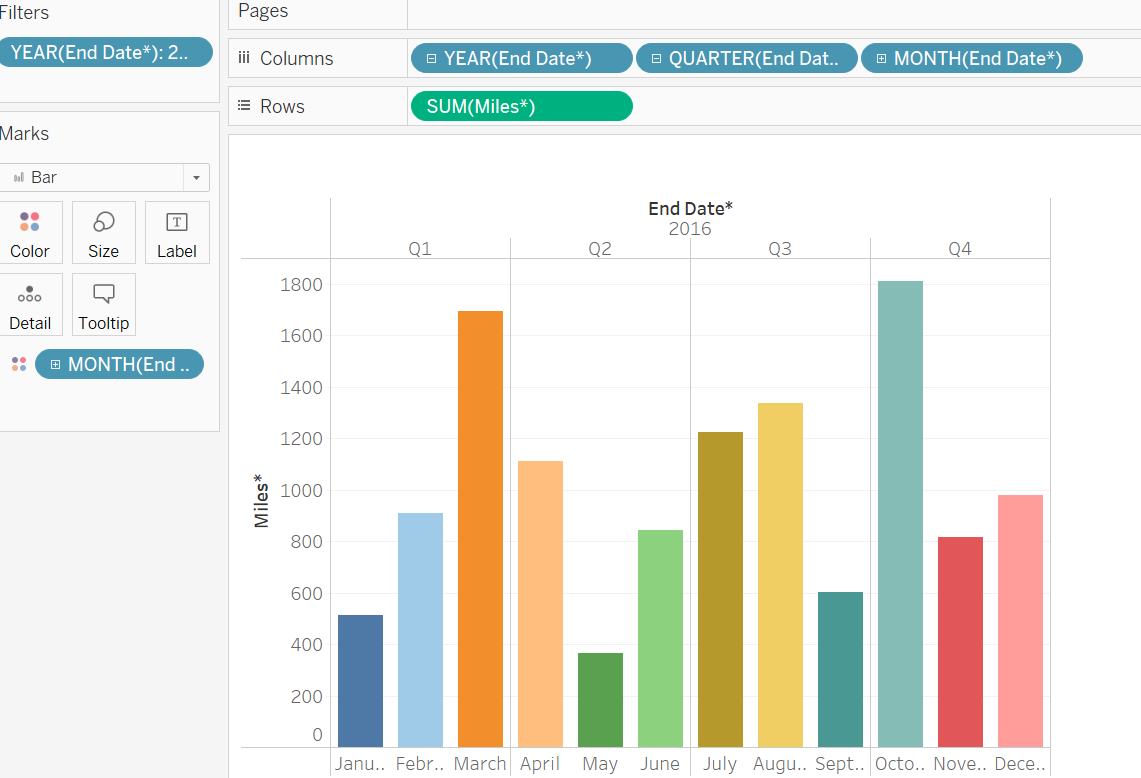 Filters
YEAR(End Date*): 2..
Marks
Bar
Color
Size
Label
Detail
Tooltip
MONTH(End ..
Pages
Columns
YEAR(End Date*)
QUARTER(End Dat..
MONTH(End Date*)
Rows
SUM(Miles*)
End Date*
2016
Q1 Q2 Q3 Q4
Miles*
1800
1600
1400
1200
1000
800
600
400
200
0
Janu.. Febr.. March April May June July Augu.. Sept.. Octo.. Nove.. Dece..